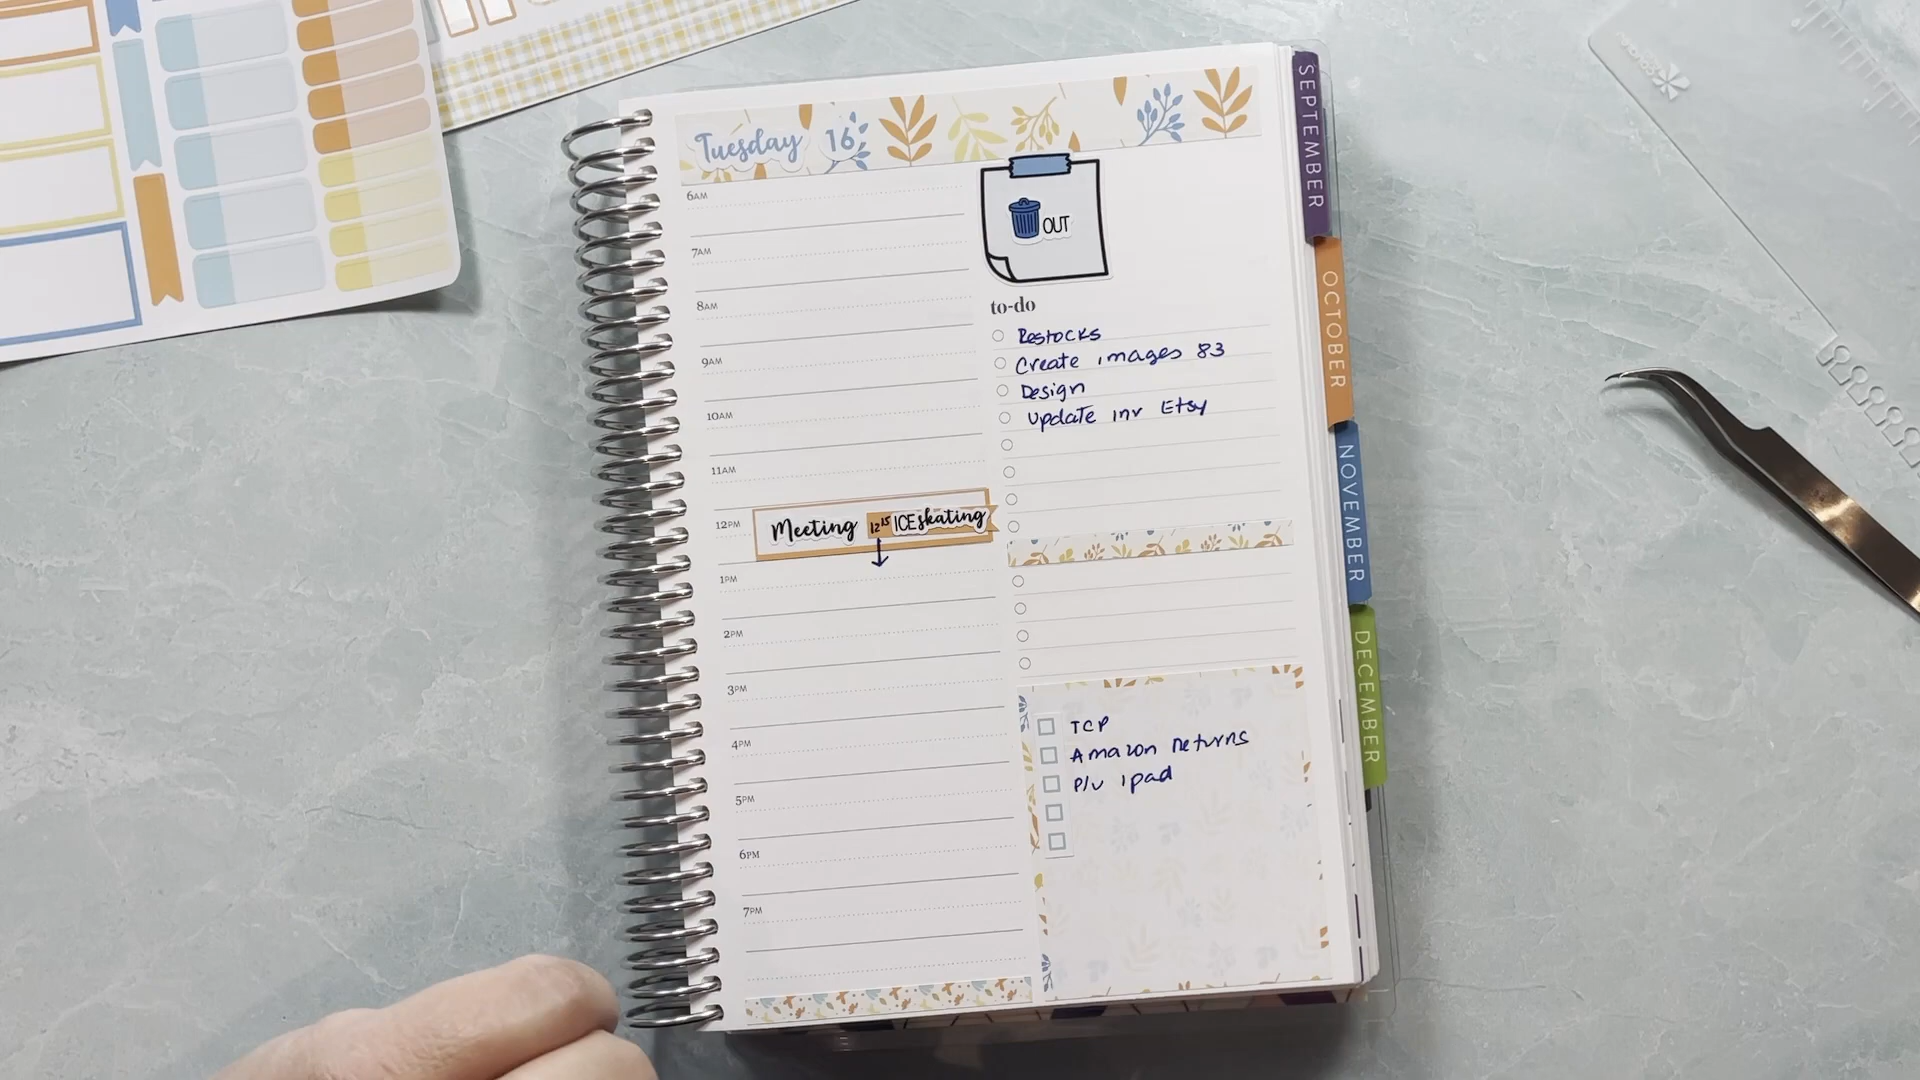 Tuesday 16
6AM
7AM
8AM
9AM
10AM
11AM
12PM Meeting 12¹⁵ ICE skating
1PM
2PM
3PM
4PM
5PM
6PM
7PM
OUT
to-do
Restocks
Create images 83
Design
Update inv Etsy
TCP
Amazon Returns
P/U ipad
SEPTEMBER
OCTOBER
NOVEMBER
DECEMBER